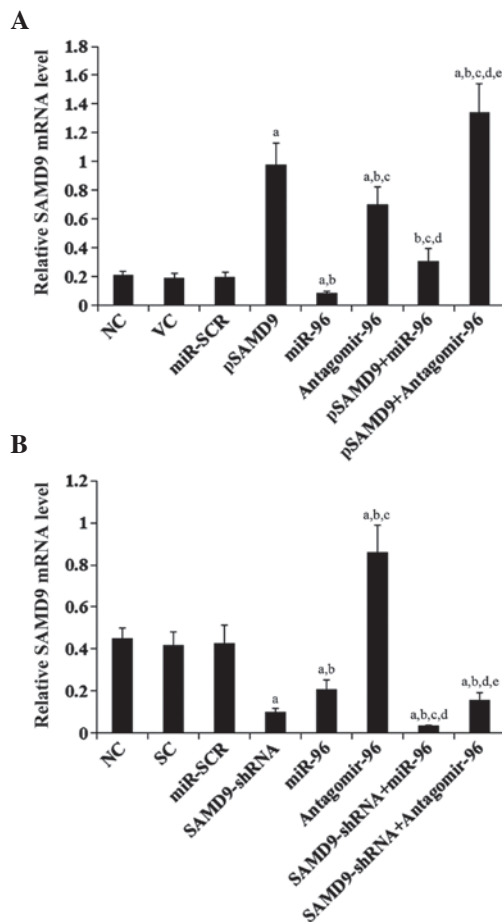 A
Relative SAMD9 mRNA level
1.8
1.6
1.4
1.2
1
0.8
0.6
0.4
0.2
0
a
a,b
a,b,c
b,c,d
a,b,c,d,e
NC
VC
miR-SCR
pSAMD9
miR-96
Antagomir-96
pSAMD9+miR-96
pSAMD9+Antagomir-96
B
Relative SAMD9 mRNA level
1.2
1
0.8
0.6
0.4
0.2
0
a
a,b
a,b,c
a,b,c,d
a,b,d,e
NC
SC
miR-SCR
SAMD9-shRNA
miR-96
Antagomir-96
SAMD9-shRNA+miR-96
SAMD9-shRNA+Antagomir-96